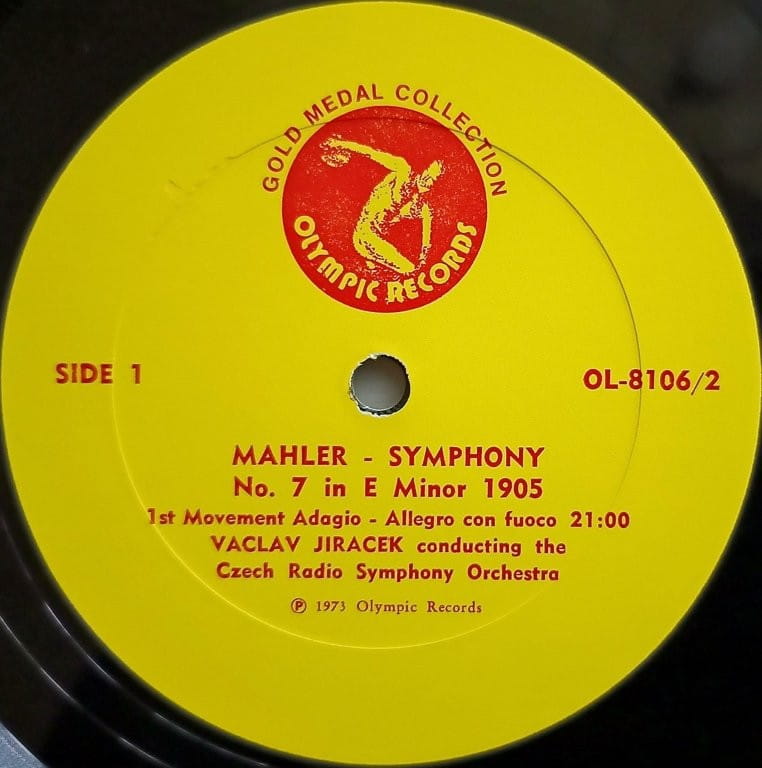 GOLD MEDAL COLLECTION
OLYMPIC RECORDS
SIDE 1
OL-8106/2
MAHLER - SYMPHONY
No. 7 in E Minor 1905
1st Movement Adagio - Allegro con fuoco 21:00
VACLAV JIRACEK conducting the
Czech Radio Symphony Orchestra
℗ 1973 Olympic Records